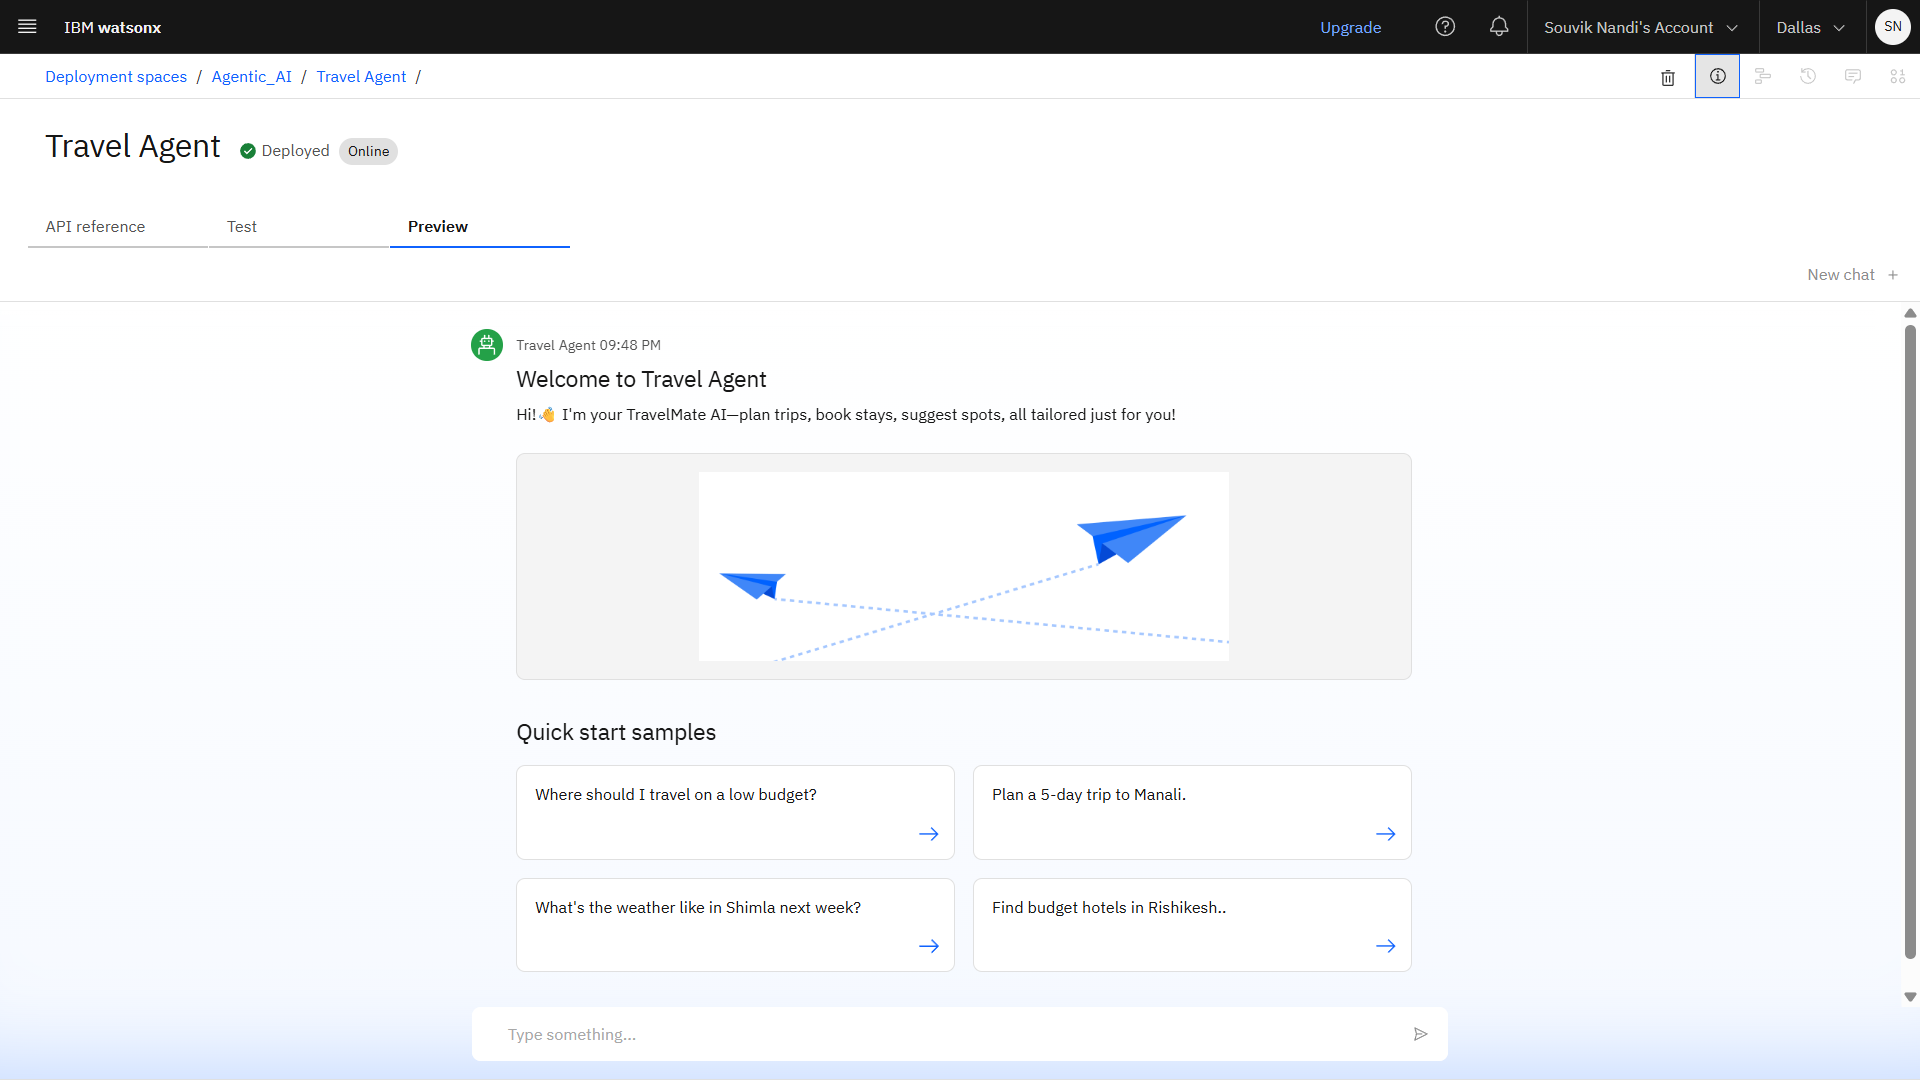 IBM watsonx
Upgrade
Souvik Nandi's Account
Dallas
SN
Deployment spaces / Agentic_AI / Travel Agent /
Travel Agent
Deployed
Online
API reference
Test
Preview
New chat +
Travel Agent 09:48 PM
Welcome to Travel Agent
Hi!👋 I'm your TravelMate AI—plan trips, book stays, suggest spots, all tailored just for you!
Quick start samples
Where should I travel on a low budget?
Plan a 5-day trip to Manali.
What's the weather like in Shimla next week?
Find budget hotels in Rishikesh..
Type something...